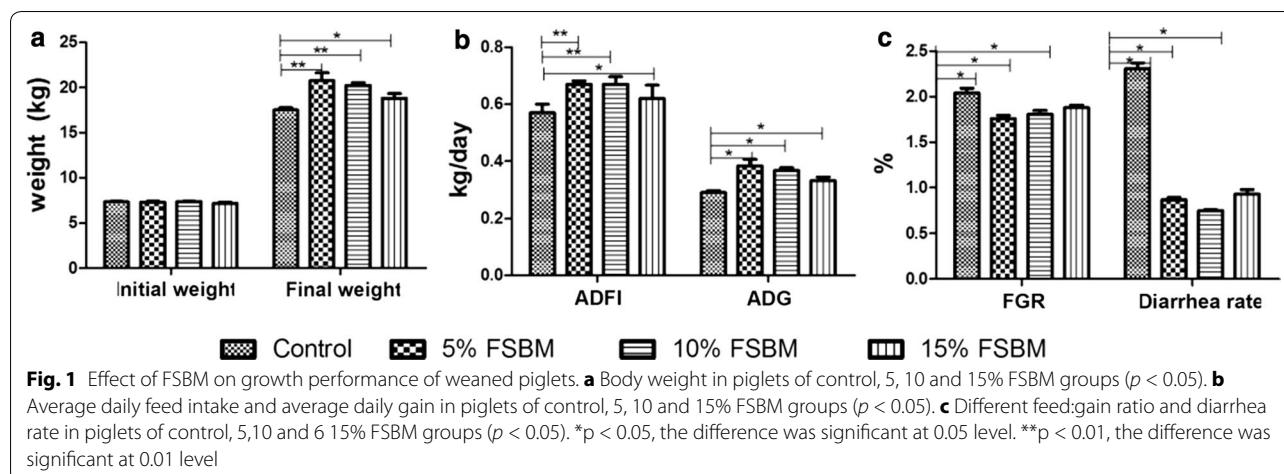 a
b
c
weight (kg)
25
20
15
10
5
0
Initial weight
Final weight
*
**
**
kg/day
0.8
0.6
0.4
0.2
0.0
ADFI
ADG
**
**
*
*
*
*
%
2.5
2.0
1.5
1.0
0.5
0.0
FGR
Diarrhea rate
*
*
*
*
*
*
Control
5% FSBM
10% FSBM
15% FSBM
Fig. 1 Effect of FSBM on growth performance of weaned piglets. a Body weight in piglets of control, 5, 10 and 15% FSBM groups (p < 0.05). b
Average daily feed intake and average daily gain in piglets of control, 5, 10 and 15% FSBM groups (p < 0.05). c Different feed:gain ratio and diarrhea
rate in piglets of control, 5,10 and 6 15% FSBM groups (p < 0.05). *p < 0.05, the difference was significant at 0.05 level. **p < 0.01, the difference was
significant at 0.01 level